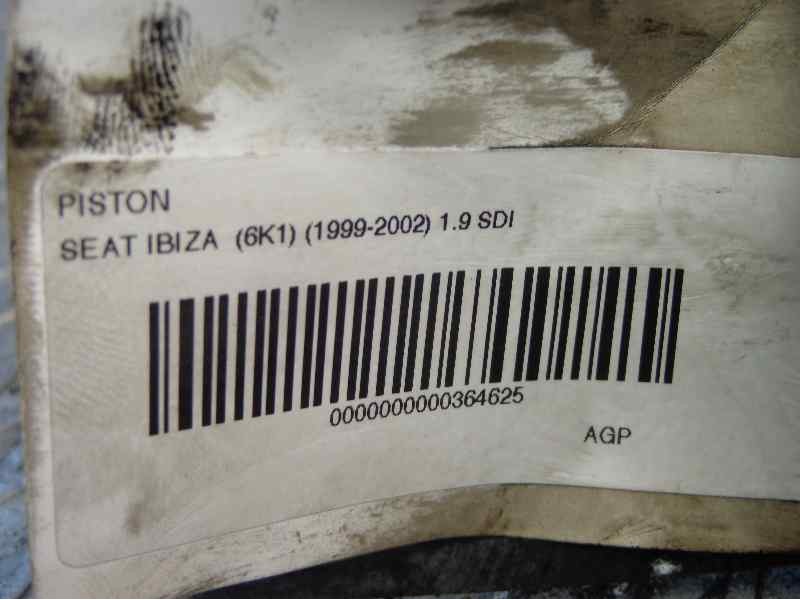 PISTON
SEAT IBIZA (6K1) (1999-2002) 1.9 SDI
0000000000364625
AGP